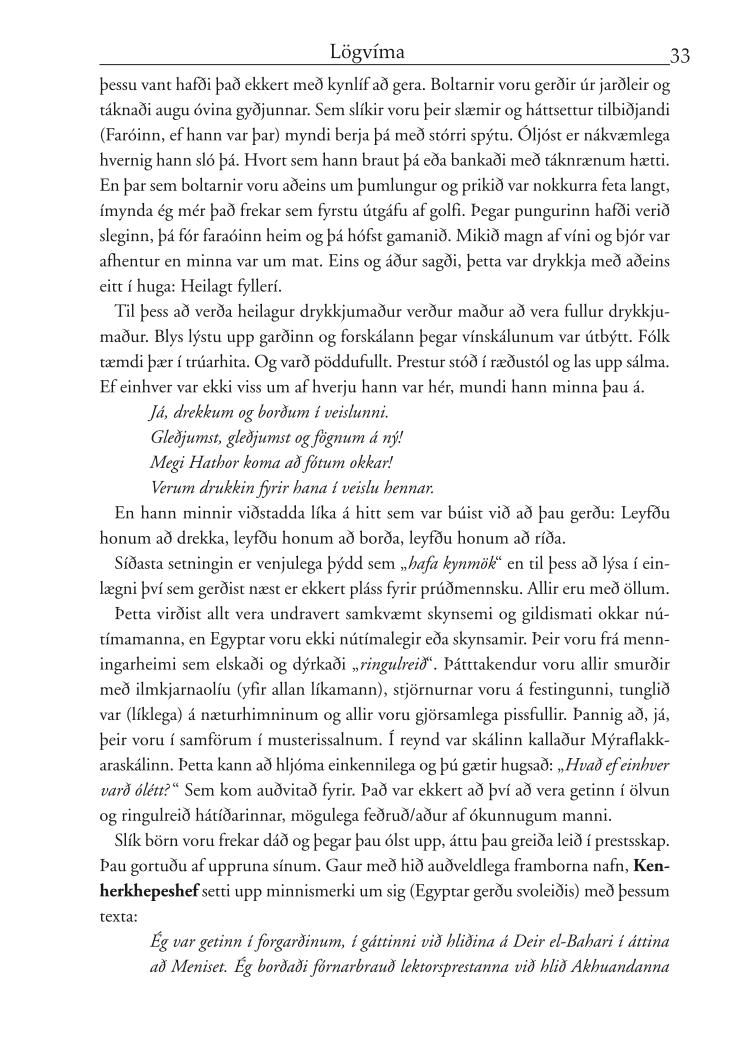 Lögvíma
33
þessu vant hafði það ekkert með kynlíf að gera. Boltarnir voru gerðir úr jarðleir og
táknaði augu óvina gyðjunnar. Sem slíkir voru þeir slæmir og háttsettur tilbiðjandi
(Faróinn, ef hann var þar) myndi berja þá með stórri spýtu. Óljóst er nákvæmlega
hvernig hann sló þá. Hvort sem hann braut þá eða bankaði með táknrænum hætti.
En þar sem boltarnir voru aðeins um þumlungur og prikið var nokkurra feta langt,
ímynda ég mér það frekar sem fyrstu útgáfu af golfi. Þegar pungurinn hafði verið
sleginn, þá fór faraóinn heim og þá hófst gamanið. Mikið magn af víni og bjór var
afhentur en minna var um mat. Eins og áður sagði, þetta var drykkja með aðeins
eitt í huga: Heilagt fyllerí.
Til þess að verða heilagur drykkjumaður verður maður að vera fullur drykkju-
maður. Blys lýstu upp garðinn og forskálann þegar vínskálunum var útbýtt. Fólk
tæmdi þær í trúarhita. Og varð pöddufullt. Prestur stóð í ræðustól og las upp sálma.
Ef einhver var ekki viss um af hverju hann var hér, mundi hann minna þau á.
Já, drekkum og borðum í veislunni.
Gleðjumst, gleðjumst og fögnum á ný!
Megi Hathor koma að fótum okkar!
Verum drukkin fyrir hana í veislu hennar.
En hann minnir viðstadda líka á hitt sem var búist við að þau gerðu: Leyfðu
honum að drekka, leyfðu honum að borða, leyfðu honum að ríða.
Síðasta setningin er venjulega þýdd sem „hafa kynmök“ en til þess að lýsa í ein-
lægni því sem gerðist næst er ekkert pláss fyrir prúðmennsku. Allir eru með öllum.
Þetta virðist allt vera undravert samkvæmt skynsemi og gildismati okkar nú-
tímamanna, en Egyptar voru ekki nútímalegir eða skynsamir. Þeir voru frá menn-
ingarheimi sem elskaði og dýrkaði „ringulreið“. Þátttakendur voru allir smurðir
með ilmkjarnaolíu (yfir allan líkamann), stjörnurnar voru á festingunni, tunglið
var (líklega) á næturhimninum og allir voru gjörsamlega pissfullir. Þannig að, já,
þeir voru í samförum í musterissalnum. Í reynd var skálinn kallaður Mýraflakk-
araskálinn. Þetta kann að hljóma einkennilega og þú gætir hugsað: „Hvað ef einhver
varð ólétt?“ Sem kom auðvitað fyrir. Það var ekkert að því að vera getinn í ölvun
og ringulreið hátíðarinnar, mögulega feðruð/aður af ókunnugum manni.
Slík börn voru frekar dáð og þegar þau ólst upp, áttu þau greiða leið í prestsskap.
Þau gortuðu af uppruna sínum. Gaur með hið auðveldlega framborna nafn, Ken-
herkhepeshef setti upp minnismerki um sig (Egyptar gerðu svoleiðis) með þessum
texta:
Ég var getinn í forgarðinum, í gáttinni við hliðina á Deir el-Bahari í áttina
að Meniset. Ég borðaði fórnarbrauð lektorsprestanna við hlið Akhuandanna